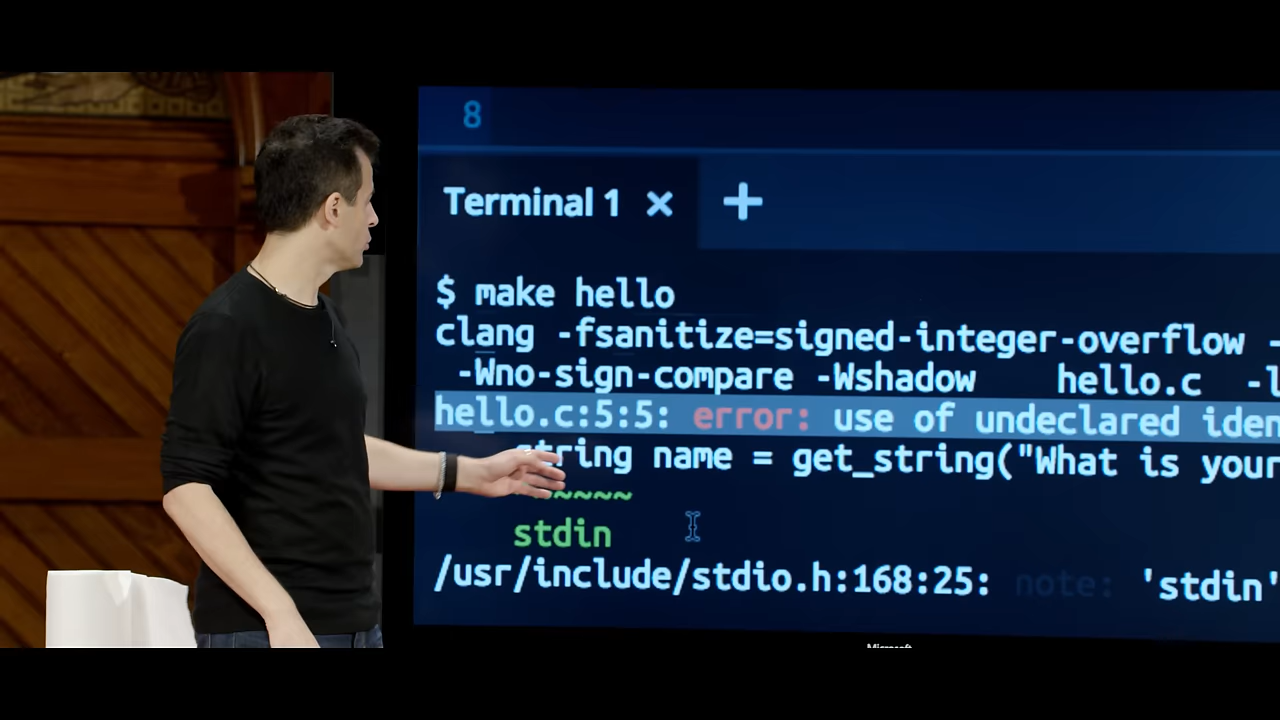 8
Terminal 1 × +
$ make hello
clang -fsanitize=signed-integer-overflow -
-Wno-sign-compare -Wshadow hello.c -l
hello.c:5:5: error: use of undeclared iden
string name = get_string("What is your
~~~~~
stdin
/usr/include/stdio.h:168:25: note: 'stdin'
Microsoft